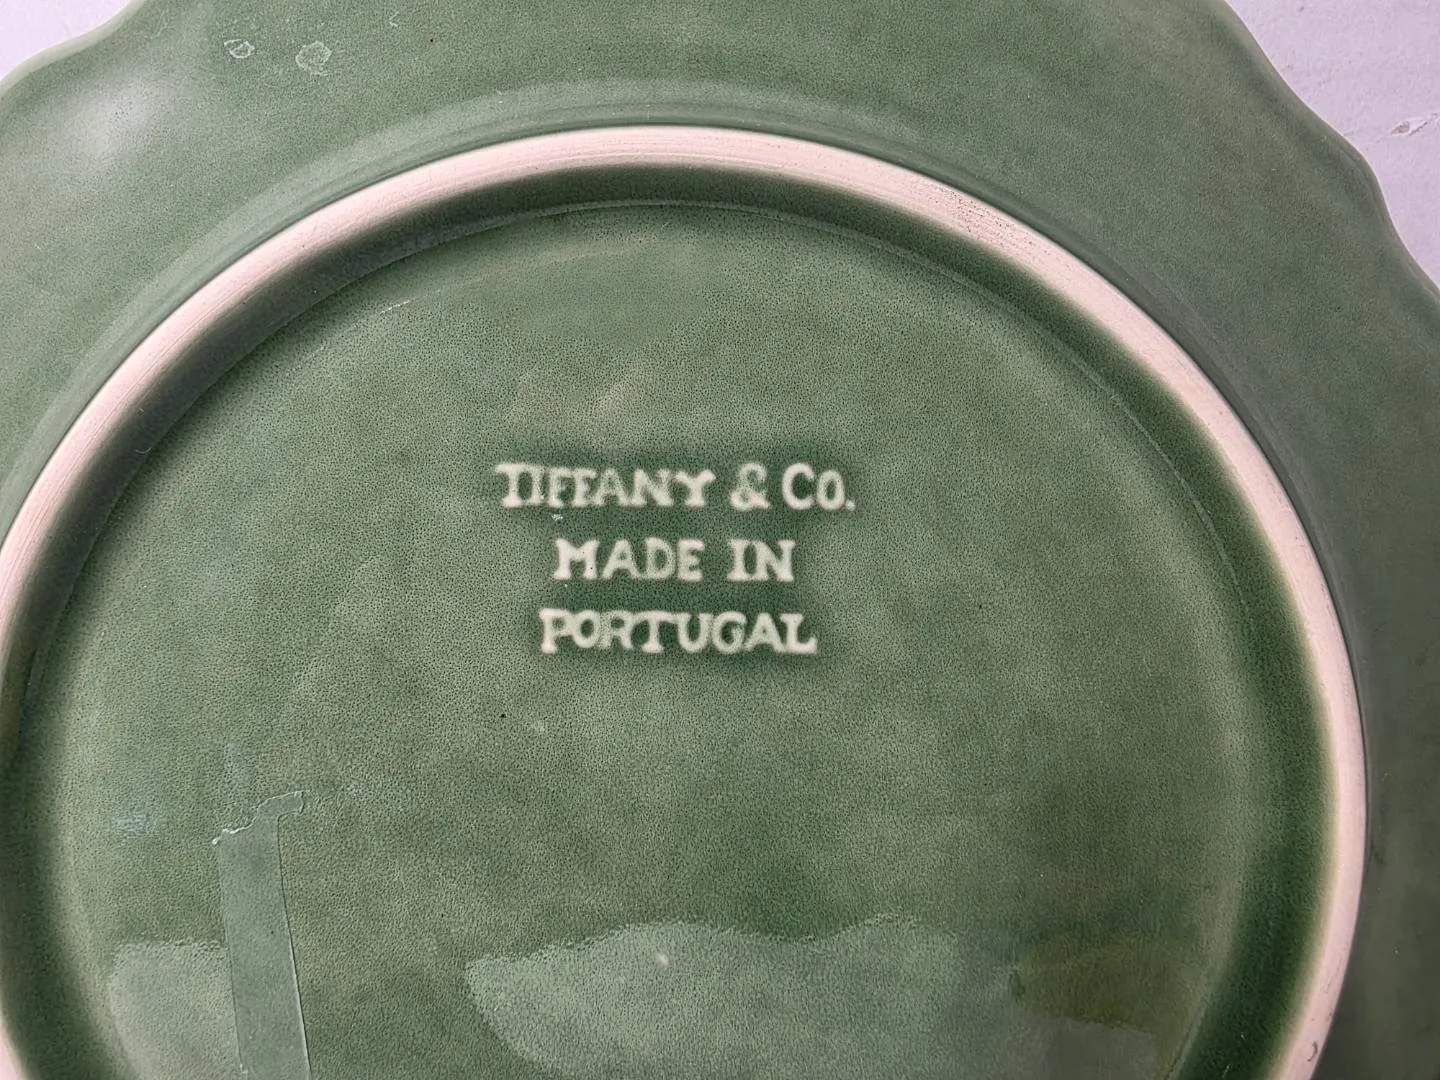 TIFFANY & CO.
MADE IN
PORTUGAL